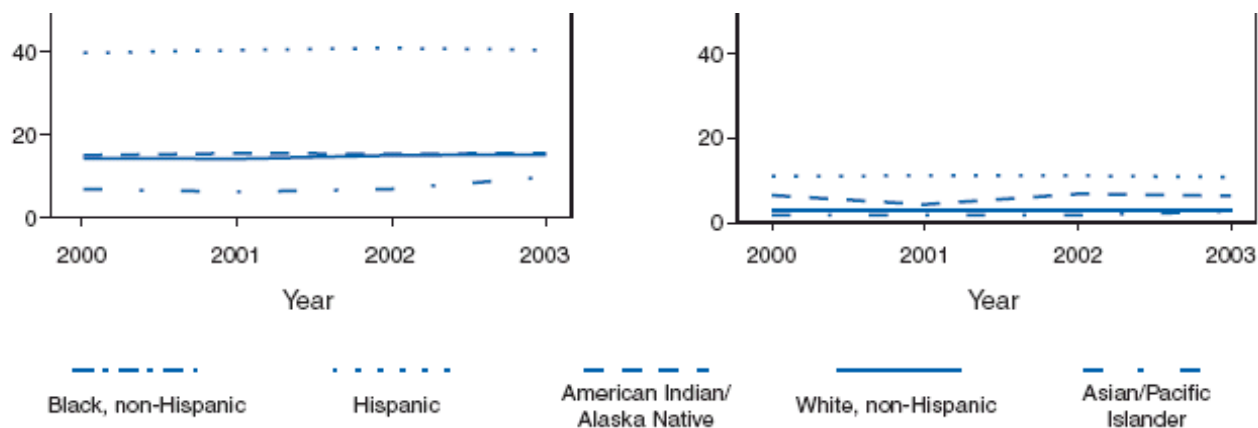 40
20
0
2000 2001 2002 2003
Year
40
20
0
2000 2001 2002 2003
Year
Black, non-Hispanic
Hispanic
American Indian/
Alaska Native
White, non-Hispanic
Asian/Pacific
Islander